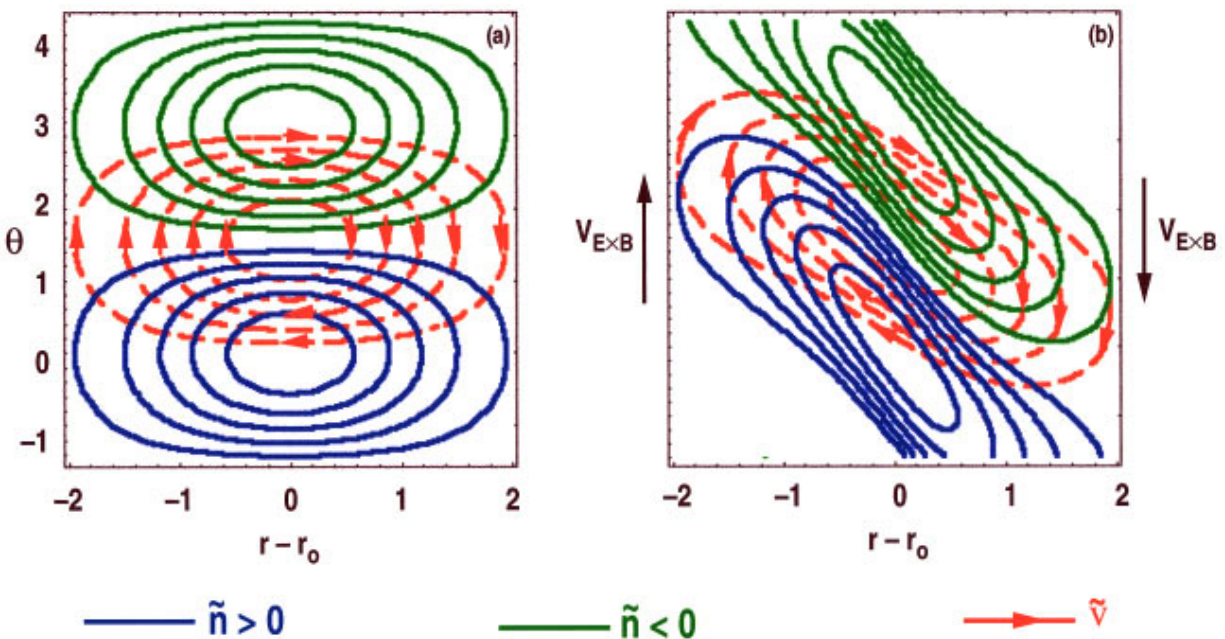 (a)
4
3
2
θ
1
0
–1
–2
–1
0
1
2
r – r₀
(b)
V_E×B
V_E×B
–2
–1
0
1
2
r – r₀
ñ > 0
ñ < 0
ṽ